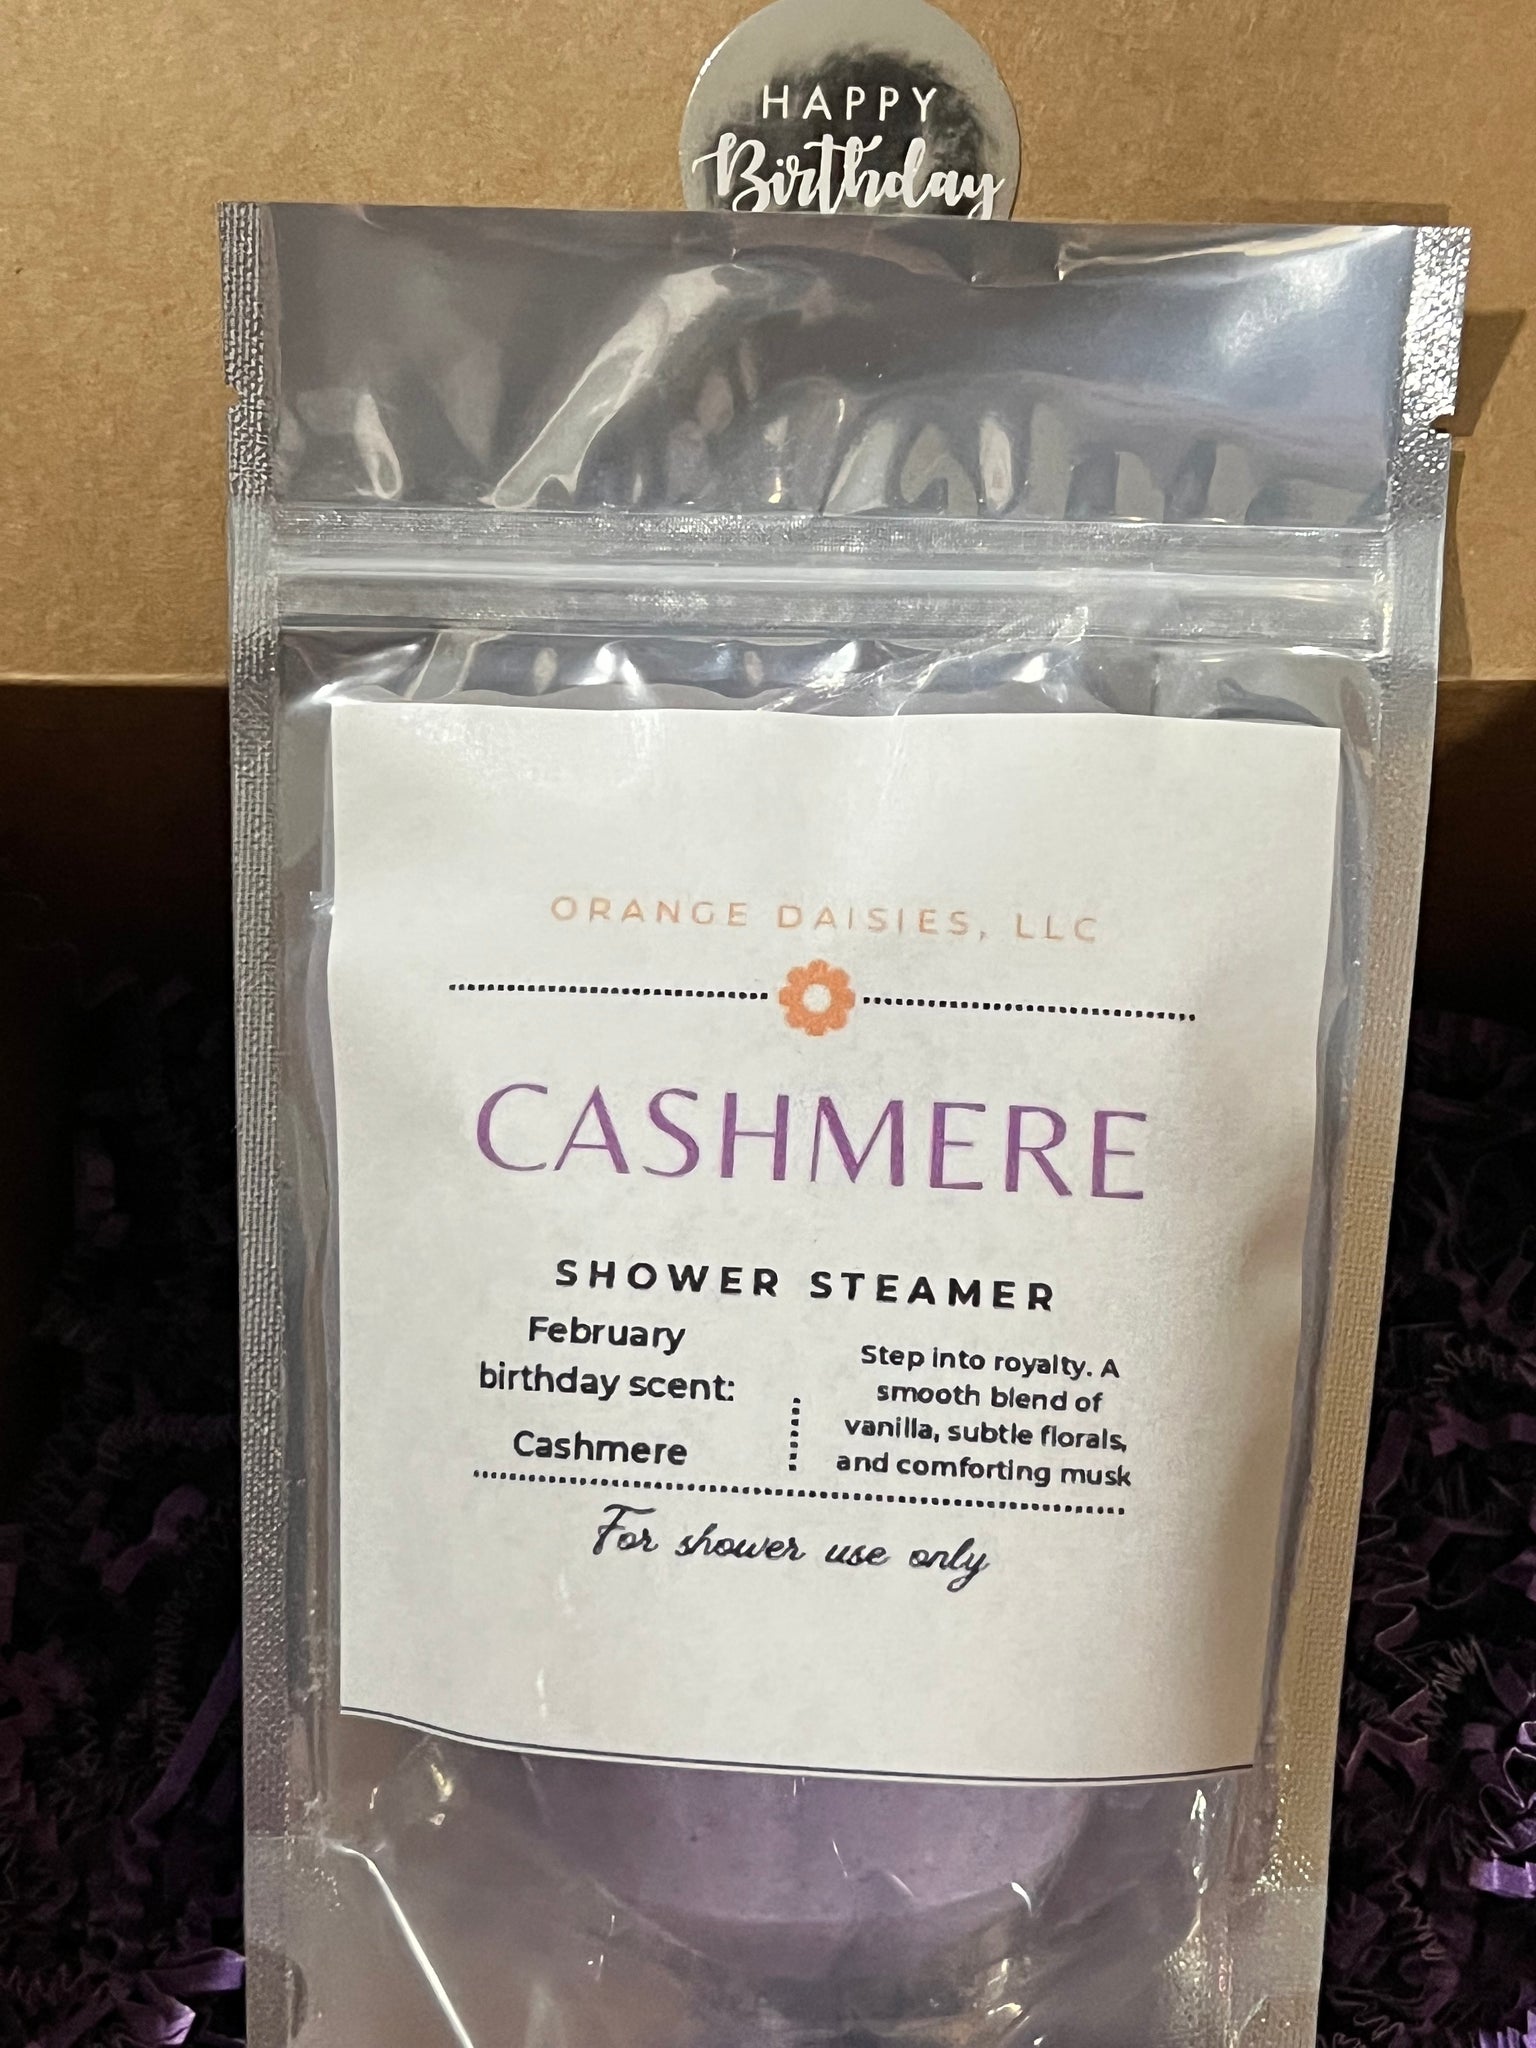 HAPPY
Birthday
ORANGE DAISIES, LLC
CASHMERE
SHOWER STEAMER
February
birthday scent:
Cashmere
Step into royalty. A
smooth blend of
vanilla, subtle florals,
and comforting musk
For shower use only